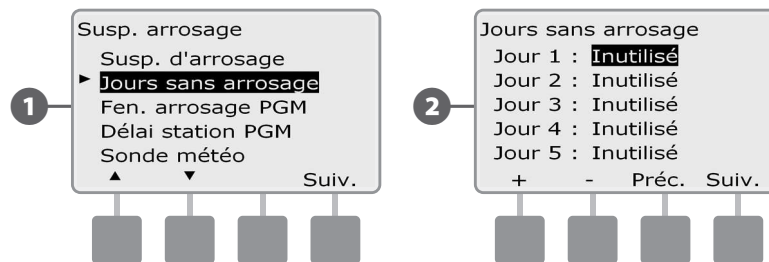 1
Susp. arrosage
Susp. d'arrosage
► Jours sans arrosage
Fen. arrosage PGM
Délai station PGM
Sonde météo
▲ ▼ Suiv.
2
Jours sans arrosage
Jour 1 : Inutilisé
Jour 2 : Inutilisé
Jour 3 : Inutilisé
Jour 4 : Inutilisé
Jour 5 : Inutilisé
+ - Préc. Suiv.